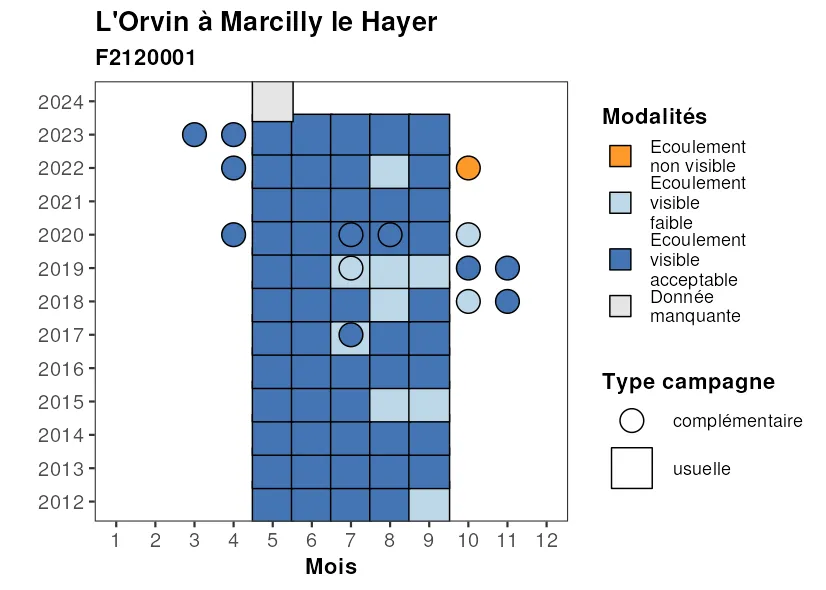 L'Orvin à Marcilly le Hayer
F2120001
2024
2023
2022
2021
2020
2019
2018
2017
2016
2015
2014
2013
2012
1 2 3 4 5 6 7 8 9 10 11 12
Mois
Modalités
Ecoulement
non visible
Ecoulement
visible
faible
Ecoulement
visible
acceptable
Donnée
manquante
Type campagne
complémentaire
usuelle